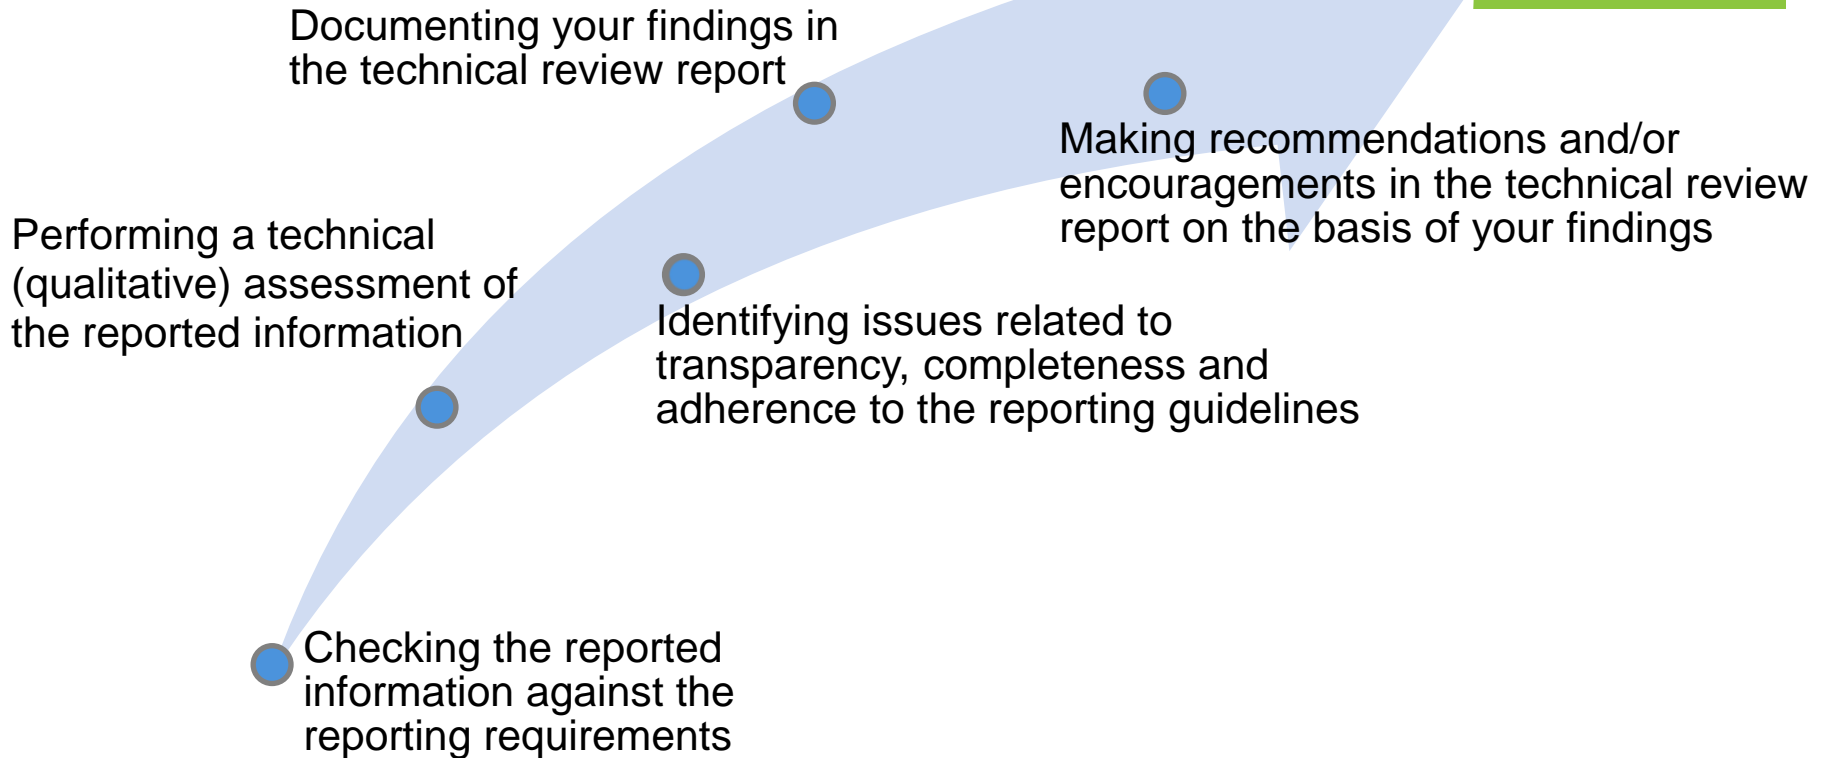 Documenting your findings in
the technical review report
Making recommendations and/or
encouragements in the technical review
report on the basis of your findings
Performing a technical
(qualitative) assessment of
the reported information
Identifying issues related to
transparency, completeness and
adherence to the reporting guidelines
Checking the reported
information against the
reporting requirements